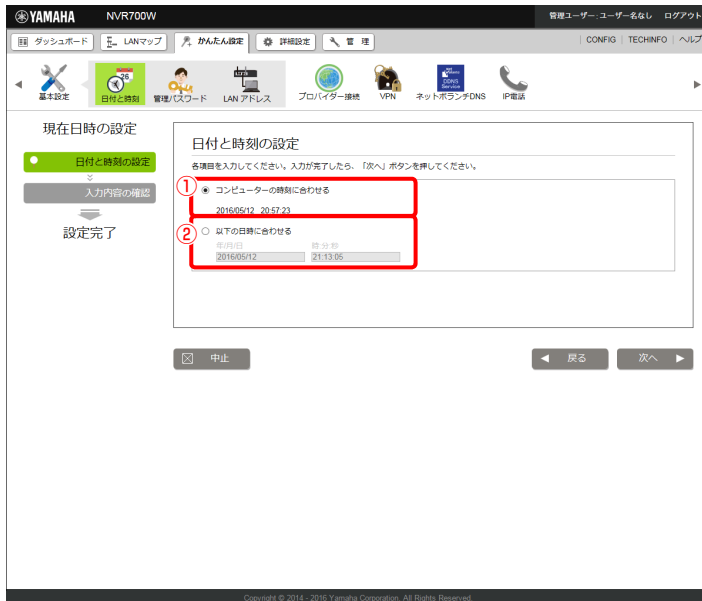 YAMAHA NVR700W 管理ユーザー:ユーザー名なし ログアウト
ダッシュボード LANマップ かんたん設定 詳細設定 管 理 CONFIG TECHINFO ヘルプ
26
DDNS Service
基本設定 日付と時刻 管理パスワード LAN アドレス プロバイダー接続 VPN ネットボランチDNS IP電話
現在日時の設定
日付と時刻の設定
入力内容の確認
設定完了
日付と時刻の設定
各項目を入力してください。入力が完了したら、「次へ」ボタンを押してください。
① コンピューターの時刻に合わせる
2016/05/12 20:57:23
② 以下の日時に合わせる
年/月/日 時:分:秒
2016/05/12 21:13:05
中止 戻る 次へ
Copyright © 2014 - 2016 Yamaha Corporation. All Rights Reserved.